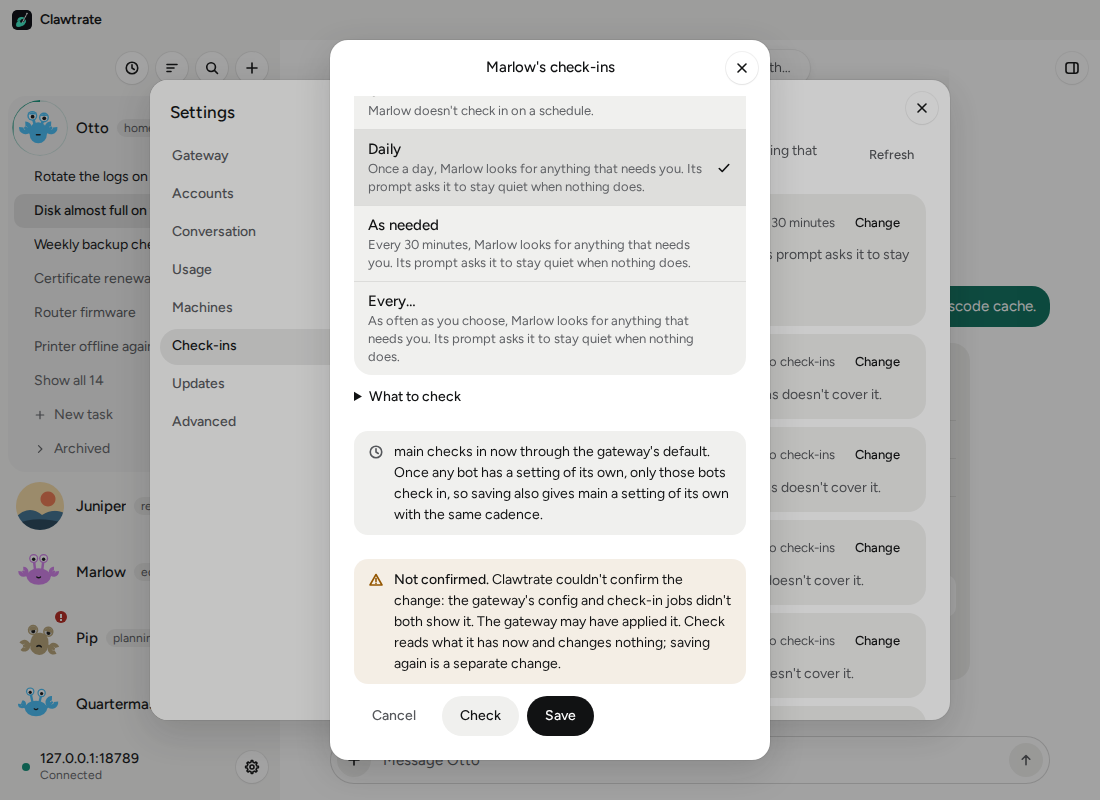 Clawtrate
Otto
home
Rotate the logs on
Disk almost full on
Weekly backup che
Certificate renewa
Router firmware
Printer offline again
Show all 14
New task
Archived
Juniper
re
Marlow
Pip
plannin
Quarterma
127.0.0.1:18789
Connected
Settings
Gateway
Accounts
Conversation
Usage
Machines
Check-ins
Updates
Advanced
Marlow's check-ins
Marlow doesn't check in on a schedule.
Daily
Once a day, Marlow looks for anything that needs you. Its
prompt asks it to stay quiet when nothing does.
As needed
Every 30 minutes, Marlow looks for anything that needs
you. Its prompt asks it to stay quiet when nothing does.
Every...
As often as you choose, Marlow looks for anything that
needs you. Its prompt asks it to stay quiet when nothing
does.
What to check
main checks in now through the gateway's default.
Once any bot has a setting of its own, only those bots
check in, so saving also gives main a setting of its own
with the same cadence.
Not confirmed. Clawtrate couldn't confirm the
change: the gateway's config and check-in jobs didn't
both show it. The gateway may have applied it. Check
reads what it has now and changes nothing; saving
again is a separate change.
Cancel
Check
Save
th...
ing that
Refresh
30 minutes
Change
s prompt asks it to stay
o check-ins
Change
s doesn't cover it.
o check-ins
Change
s doesn't cover it.
o check-ins
Change
doesn't cover it.
o check-ins
Change
esn't cover it.
scode cache.
Message Otto